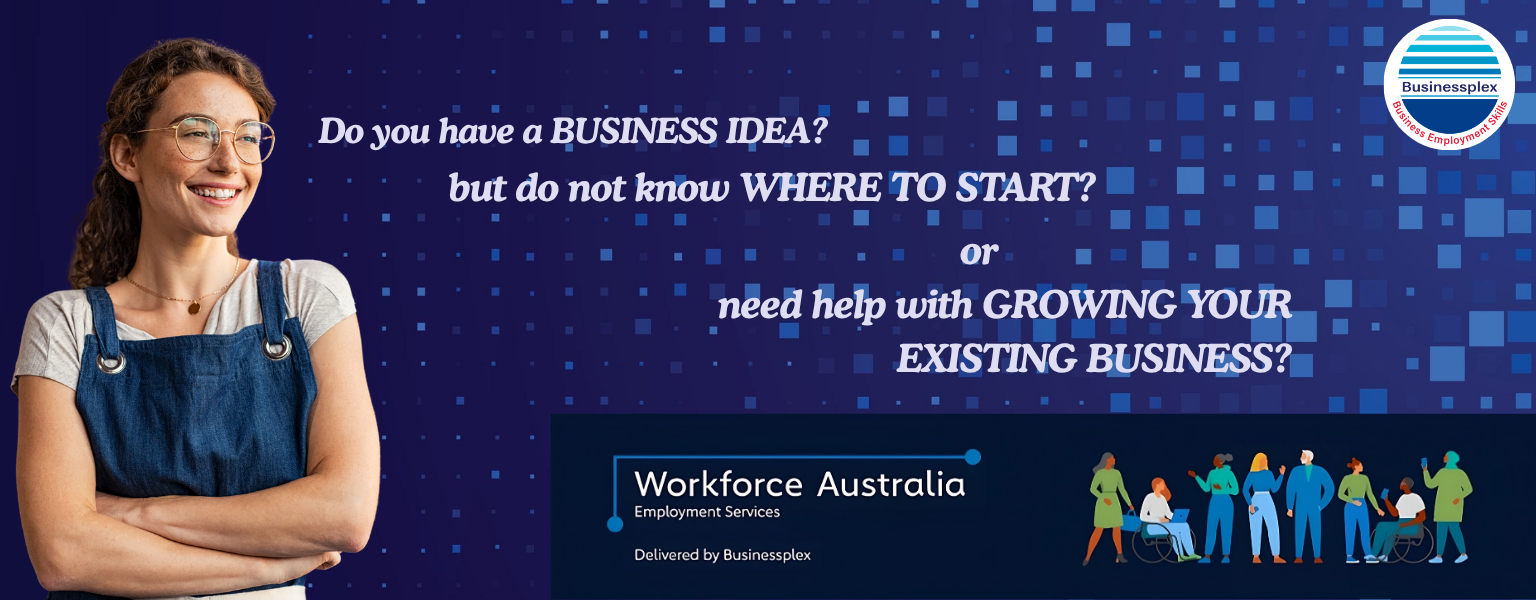 Do you have a BUSINESS IDEA?
but do not know WHERE TO START?
or
need help with GROWING YOUR
EXISTING BUSINESS?
Businessplex
Business Employment Skills
Workforce Australia
Employment Services
Delivered by Businessplex